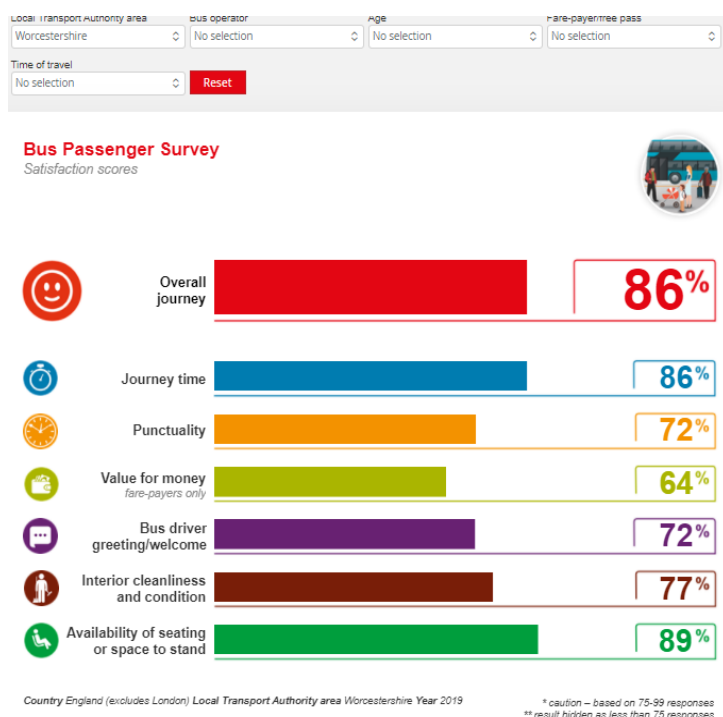 Local Transport Authority area Bus operator Age Fare-payer/free pass
Worcestershire No selection No selection No selection
Time of travel
No selection Reset
Bus Passenger Survey
Satisfaction scores
Overall
journey
86%
Journey time 86%
Punctuality 72%
Value for money
fare-payers only
64%
Bus driver
greeting/welcome
72%
Interior cleanliness
and condition
77%
Availability of seating
or space to stand
89%
Country England (excludes London) Local Transport Authority area Worcestershire Year 2019
* caution – based on 75-99 responses
** result hidden as less than 75 responses